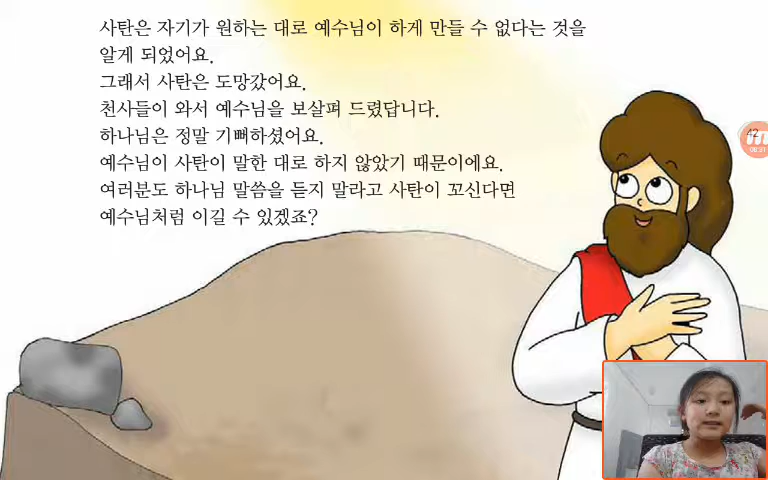 사탄은 자기가 원하는 대로 예수님이 하게 만들 수 없다는 것을
알게 되었어요.
그래서 사탄은 도망갔어요.
천사들이 와서 예수님을 보살펴 드렸답니다.
하나님은 정말 기뻐하셨어요.
예수님이 사탄이 말한 대로 하지 않았기 때문이에요.
여러분도 하나님 말씀을 듣지 말라고 사탄이 꼬신다면
예수님처럼 이길 수 있겠죠?
42